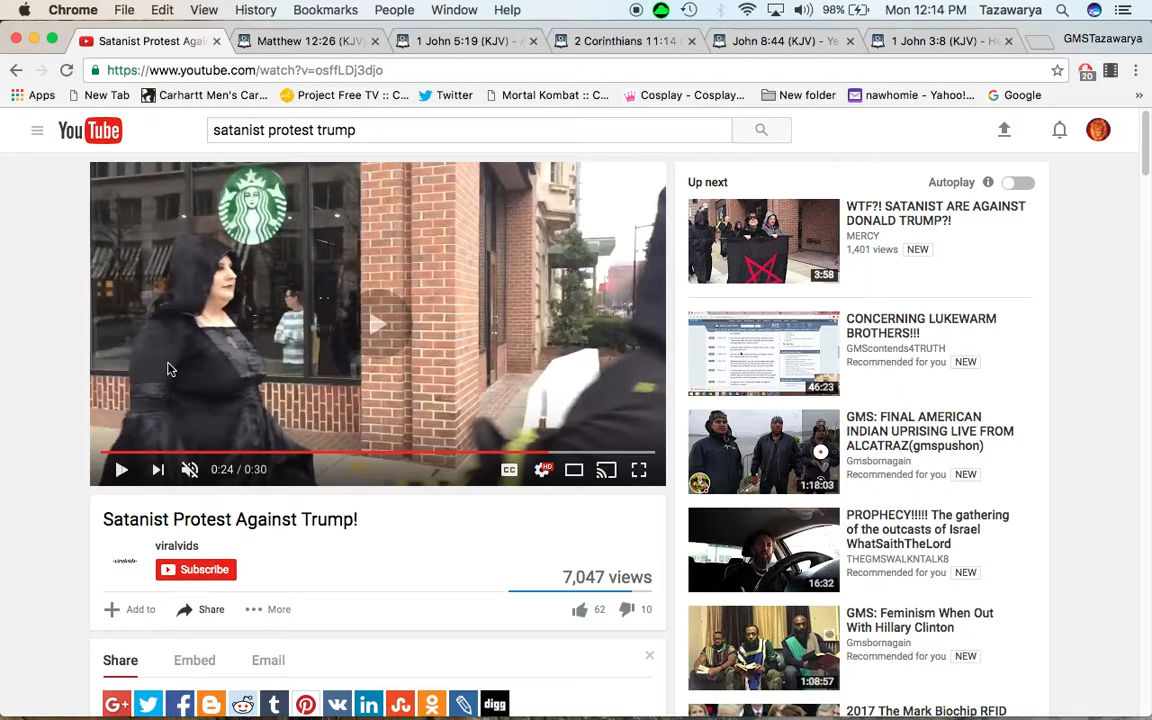 Chrome File Edit View History Bookmarks People Window Help 98% Mon 12:14 PM Tazawarya
Satanist Protest Agai Matthew 12:26 (KJV) 1 John 5:19 (KJV) - A 2 Corinthians 11:14 ( John 8:44 (KJV) - Ye 1 John 3:8 (KJV) - He GMSTazawarya
https://www.youtube.com/watch?v=osffLDj3djo 20
Apps New Tab Carhartt Men's Car... Project Free TV :: C... Twitter Mortal Kombat :: C... Cosplay - Cosplay... New folder nawhomie - Yahoo!... Google »
YouTube satanist protest trump
Up next Autoplay
WTF?! SATANIST ARE AGAINST
DONALD TRUMP?!
MERCY
1,401 views NEW
3:58
CONCERNING LUKEWARM
BROTHERS!!!
GMScontends4TRUTH
Recommended for you NEW
46:23
GMS: FINAL AMERICAN
INDIAN UPRISING LIVE FROM
ALCATRAZ(gmspushon)
Gmsbornagain
Recommended for you NEW
1:18:03
PROPHECY!!!!! The gathering
of the outcasts of Israel
WhatSaithTheLord
THEGMSWALKNTALK8
Recommended for you NEW
16:32
GMS: Feminism When Out
With Hillary Clinton
Gmsbornagain
Recommended for you NEW
1:08:57
2017 The Mark Biochip RFID
0:24 / 0:30 CC HD
Satanist Protest Against Trump!
viralvids
Subscribe
7,047 views
Add to Share More 62 10
Share Embed Email
G+ digg